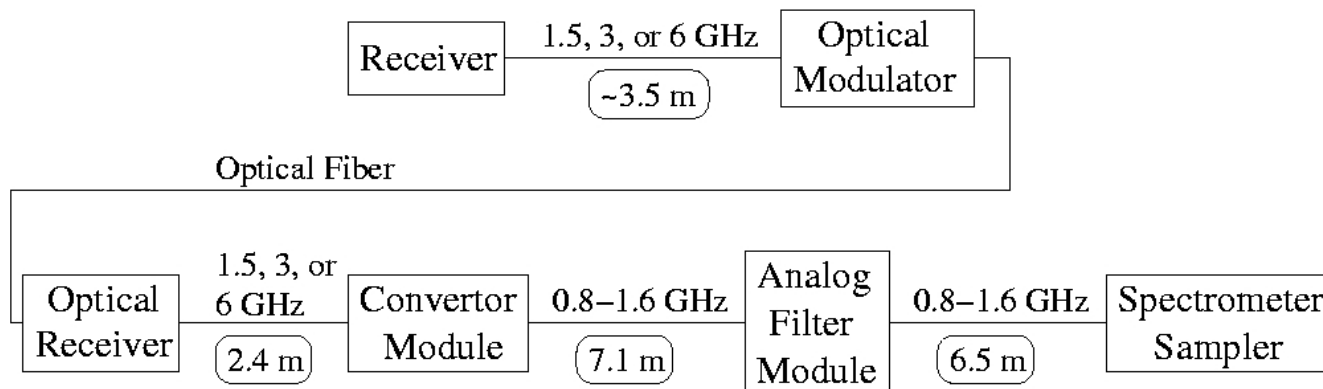 Receiver
1.5, 3, or 6 GHz
~3.5 m
Optical
Modulator
Optical Fiber
Optical
Receiver
1.5, 3, or
6 GHz
2.4 m
Convertor
Module
0.8–1.6 GHz
7.1 m
Analog
Filter
Module
0.8–1.6 GHz
6.5 m
Spectrometer
Sampler